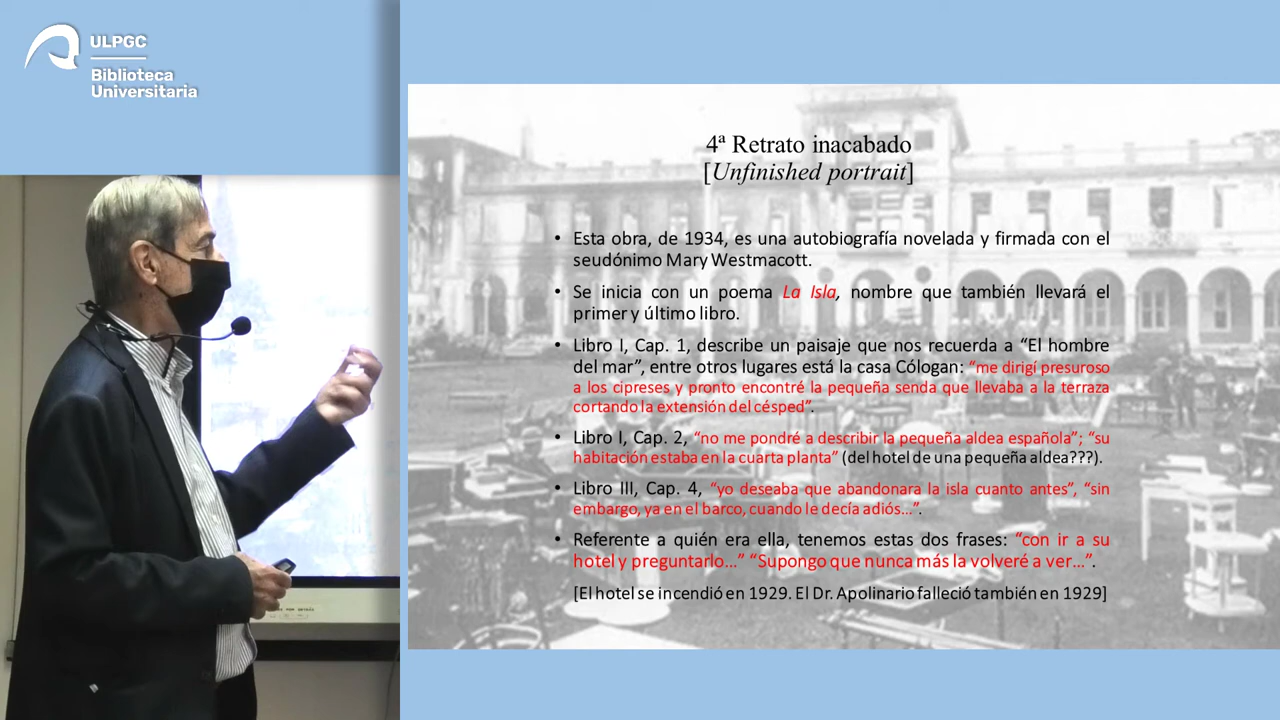 ULPGC
Biblioteca
Universitaria
4ª Retrato inacabado
[Unfinished portrait]
• Esta obra, de 1934, es una autobiografía novelada y firmada con el
seudónimo Mary Westmacott.
• Se inicia con un poema La Isla, nombre que también llevará el
primer y último libro.
• Libro I, Cap. 1, describe un paisaje que nos recuerda a “El hombre
del mar”, entre otros lugares está la casa Cólogan: “me dirigí presuroso
a los cipreses y pronto encontré la pequeña senda que llevaba a la terraza
cortando la extensión del césped”.
• Libro I, Cap. 2, “no me pondré a describir la pequeña aldea española”; “su
habitación estaba en la cuarta planta” (del hotel de una pequeña aldea???).
• Libro III, Cap. 4, “yo deseaba que abandonara la isla cuanto antes”, “sin
embargo, ya en el barco, cuando le decía adiós…”.
• Referente a quién era ella, tenemos estas dos frases: “con ir a su
hotel y preguntarlo…” “Supongo que nunca más la volveré a ver…”.
[El hotel se incendió en 1929. El Dr. Apolinario falleció también en 1929]